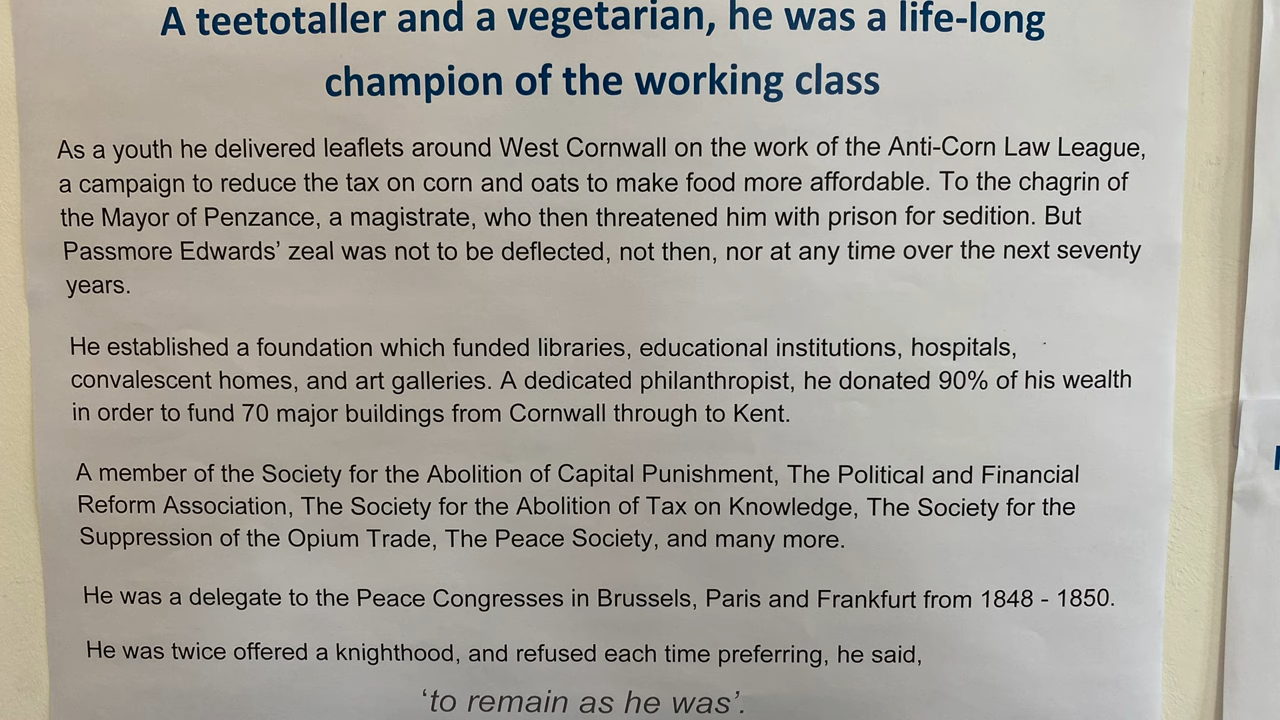 A teetotaller and a vegetarian, he was a life-long
champion of the working class
As a youth he delivered leaflets around West Cornwall on the work of the Anti-Corn Law League,
a campaign to reduce the tax on corn and oats to make food more affordable. To the chagrin of
the Mayor of Penzance, a magistrate, who then threatened him with prison for sedition. But
Passmore Edwards’ zeal was not to be deflected, not then, nor at any time over the next seventy
years.
He established a foundation which funded libraries, educational institutions, hospitals,
convalescent homes, and art galleries. A dedicated philanthropist, he donated 90% of his wealth
in order to fund 70 major buildings from Cornwall through to Kent.
A member of the Society for the Abolition of Capital Punishment, The Political and Financial
Reform Association, The Society for the Abolition of Tax on Knowledge, The Society for the
Suppression of the Opium Trade, The Peace Society, and many more.
He was a delegate to the Peace Congresses in Brussels, Paris and Frankfurt from 1848 - 1850.
He was twice offered a knighthood, and refused each time preferring, he said,
‘to remain as he was’.